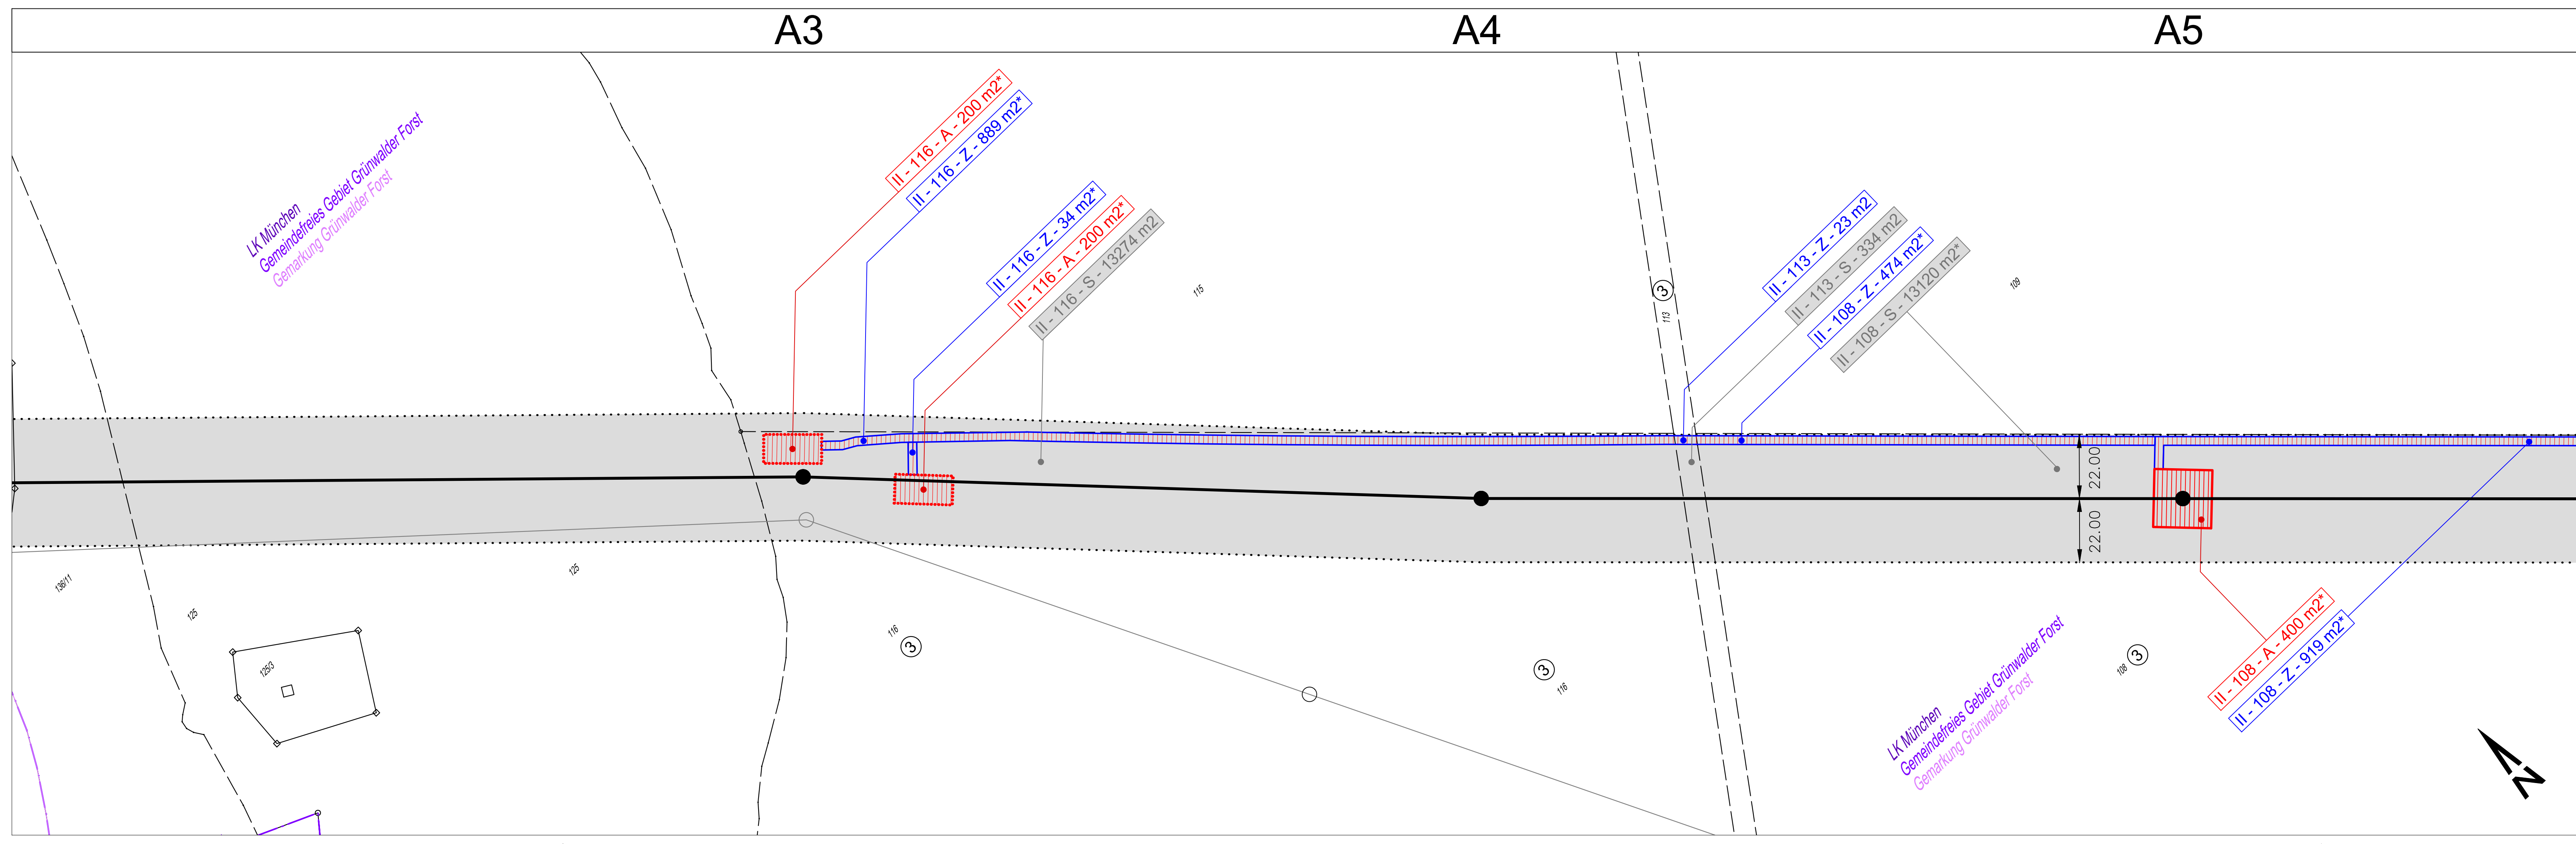 A3
A4
A5
LK München
Gemeindefreies Gebiet Grünwalder Forst
Gemarkung Grünwalder Forst
II - 116 - A - 200 m2*
II - 116 - Z - 889 m2*
II - 116 - Z - 34 m2*
II - 116 - A - 200 m2*
II - 116 - S - 13274 m2
115
3
113
II - 113 - Z - 23 m2
II - 113 - S - 334 m2
II - 108 - Z - 474 m2*
II - 108 - S - 13120 m2*
109
22.00
22.00
136/11
125
125
125/3
116
3
3
116
LK München
Gemeindefreies Gebiet Grünwalder Forst
Gemarkung Grünwalder Forst
108
3
II - 108 - A - 400 m2*
II - 108 - Z - 919 m2*
N